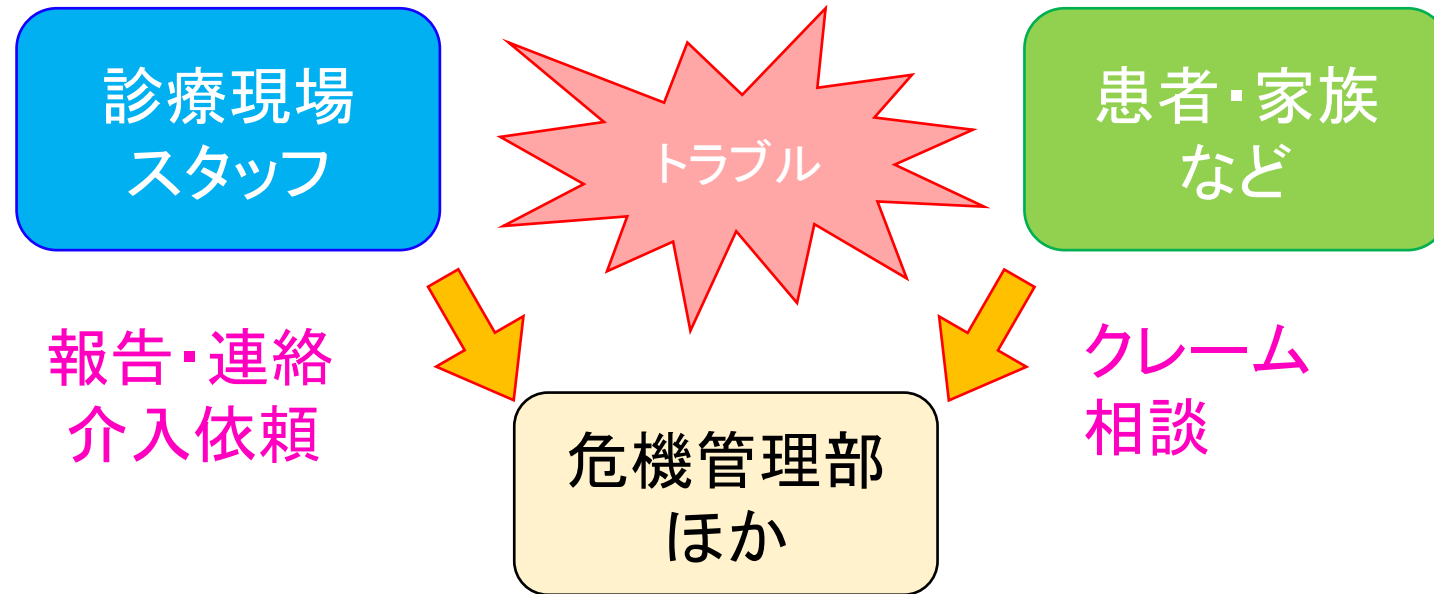 診療現場
スタッフ
トラブル
患者・家族
など
報告・連絡
介入依頼
クレーム
相談
危機管理部
ほか